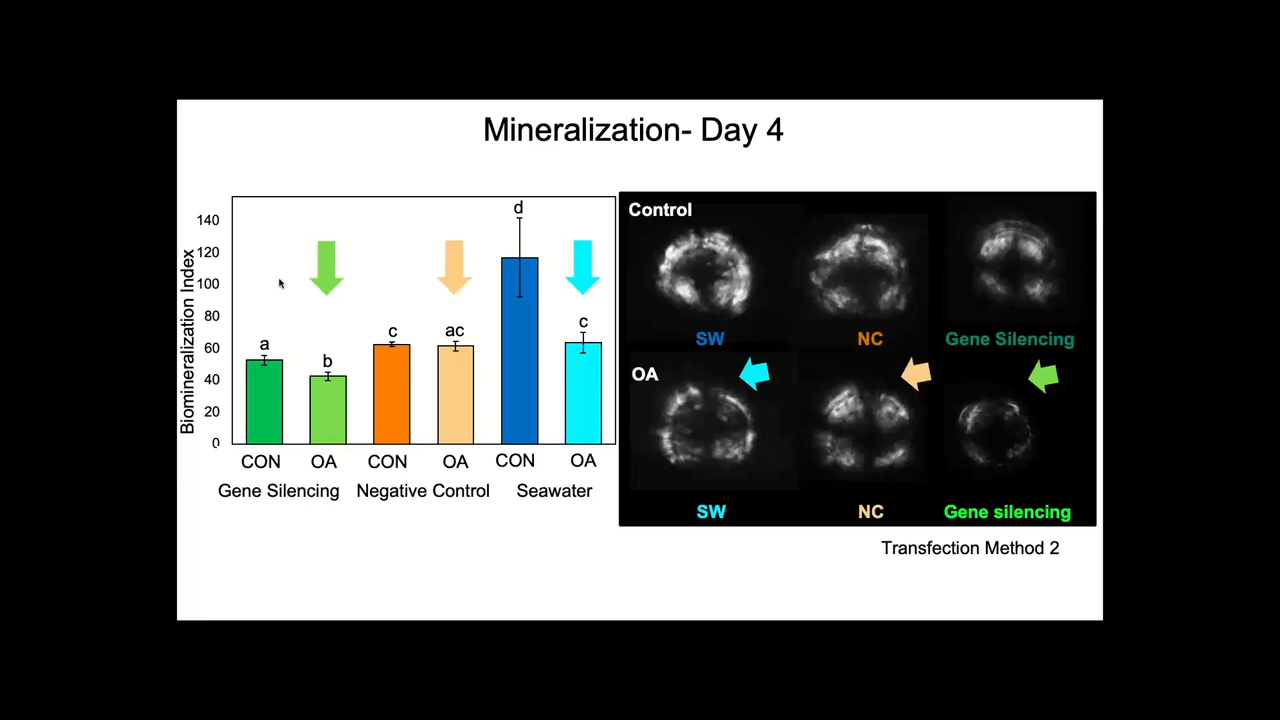 Mineralization- Day 4
Biomineralization Index
140
120
100
80
60
40
20
0
a
b
c
ac
d
c
CON
OA
CON
OA
CON
OA
Gene Silencing
Negative Control
Seawater
Control
SW
NC
Gene Silencing
OA
SW
NC
Gene silencing
Transfection Method 2